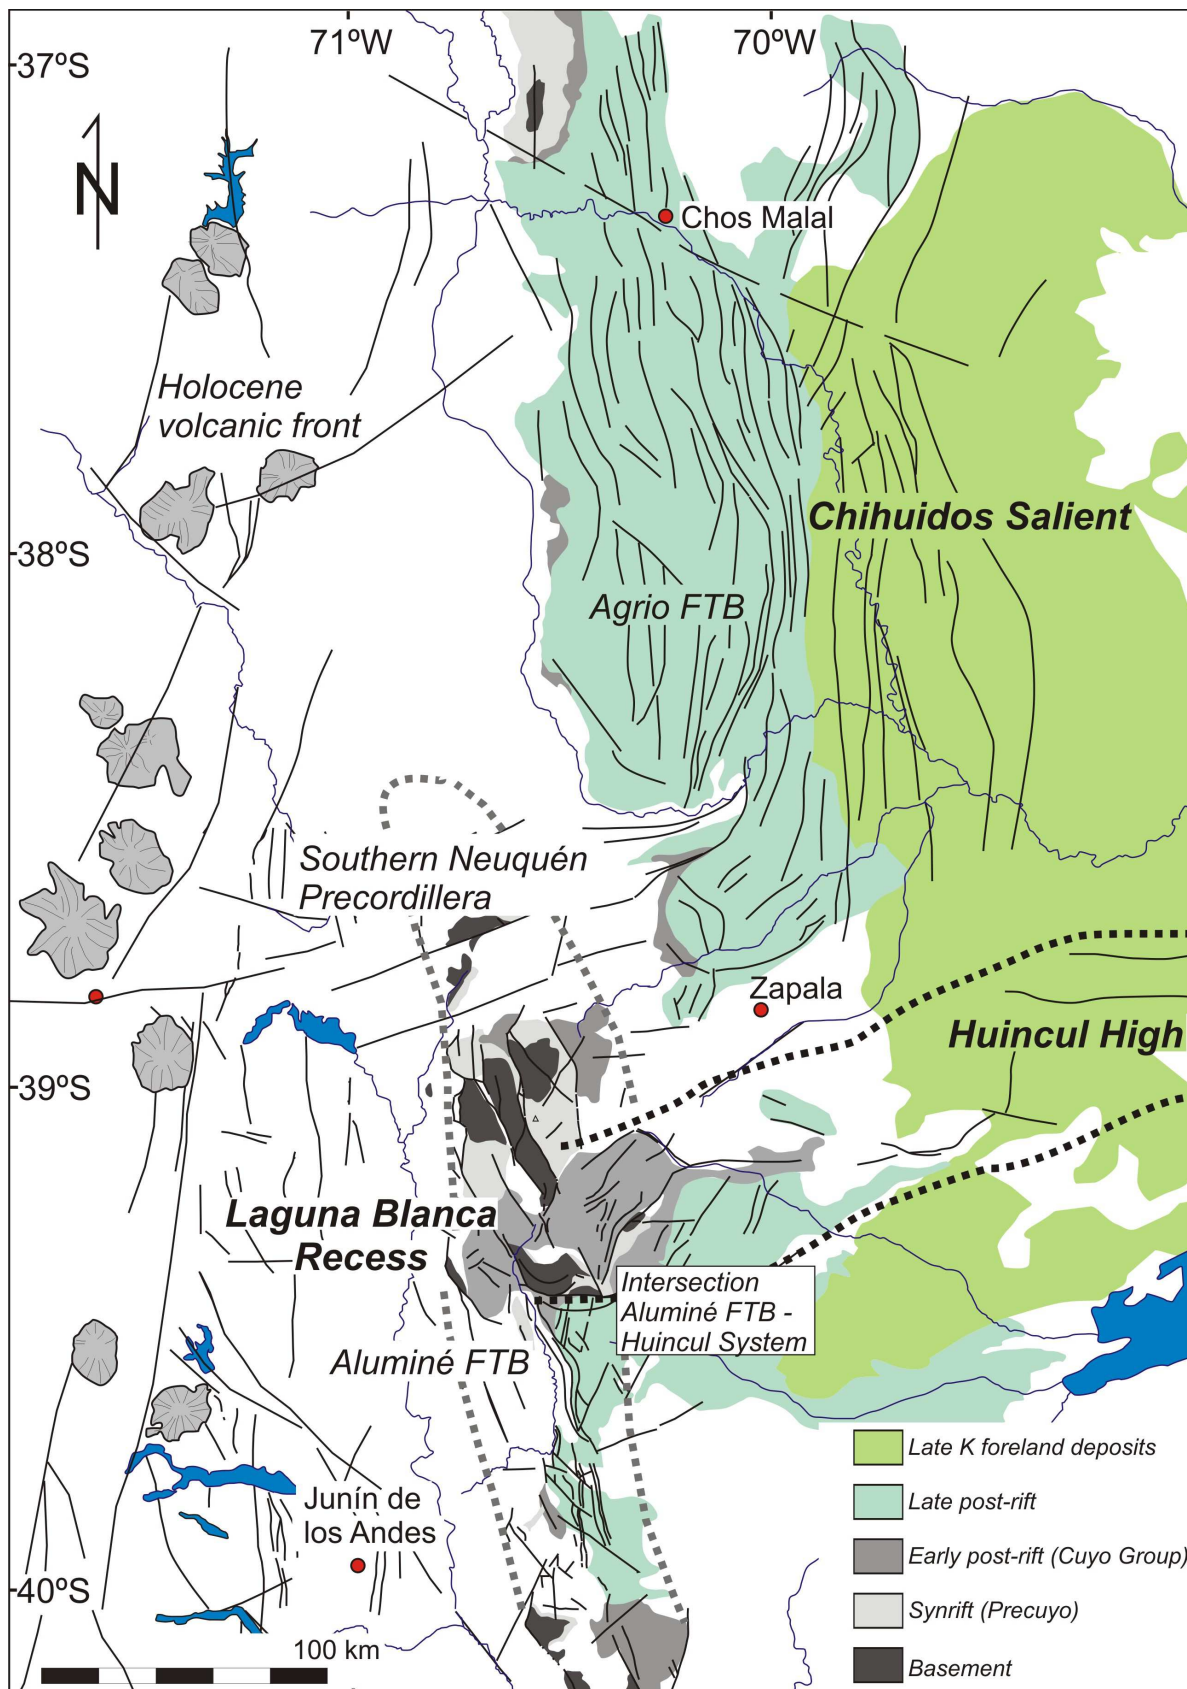 71ºW
70ºW
37ºS
N
Chos Malal
Holocene
volcanic front
Chihuidos Salient
38ºS
Agrio FTB
Southern Neuquén
Precordillera
Zapala
Huincul High
39ºS
Laguna Blanca
Recess
Intersection
Aluminé FTB -
Huincul System
Aluminé FTB
Late K foreland deposits
Late post-rift
Junín de
los Andes
Early post-rift (Cuyo Group)
40ºS
Synrift (Precuyo)
100 km
Basement